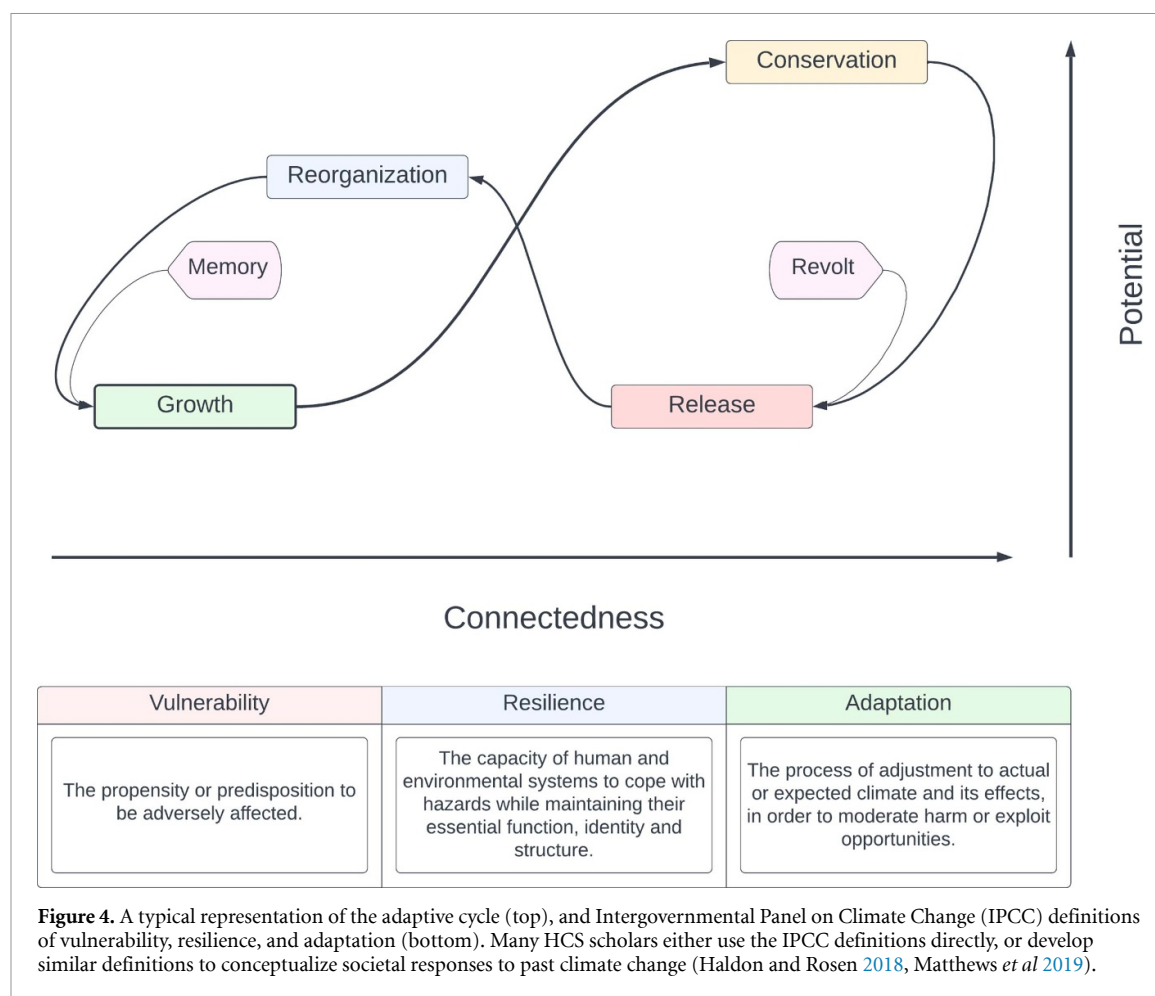 Conservation
Reorganization
Memory
Revolt
Potential
Growth
Release
Connectedness
Vulnerability
Resilience
Adaptation
The propensity or predisposition to
be adversely affected.
The capacity of human and
environmental systems to cope with
hazards while maintaining their
essential function, identity and
structure.
The process of adjustment to actual
or expected climate and its effects,
in order to moderate harm or exploit
opportunities.
Figure 4. A typical representation of the adaptive cycle (top), and Intergovernmental Panel on Climate Change (IPCC) definitions
of vulnerability, resilience, and adaptation (bottom). Many HCS scholars either use the IPCC definitions directly, or develop
similar definitions to conceptualize societal responses to past climate change (Haldon and Rosen 2018, Matthews et al 2019).